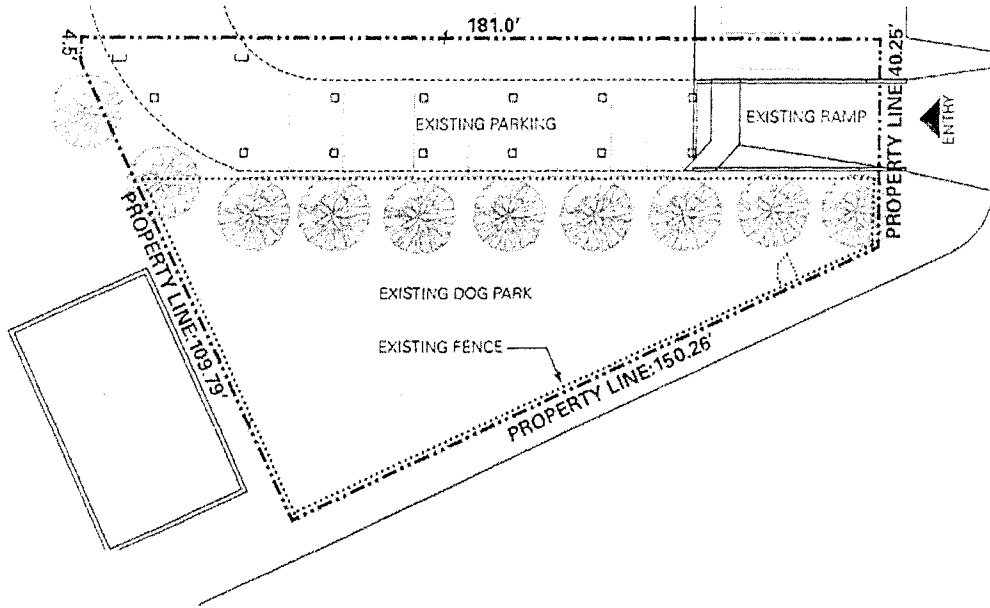 181.0'
4.5'
PROPERTY LINE 40.25'
EXISTING PARKING
EXISTING RAMP
ENTRY
PROPERTY LINE:109.79'
EXISTING DOG PARK
EXISTING FENCE
PROPERTY LINE:150.26'